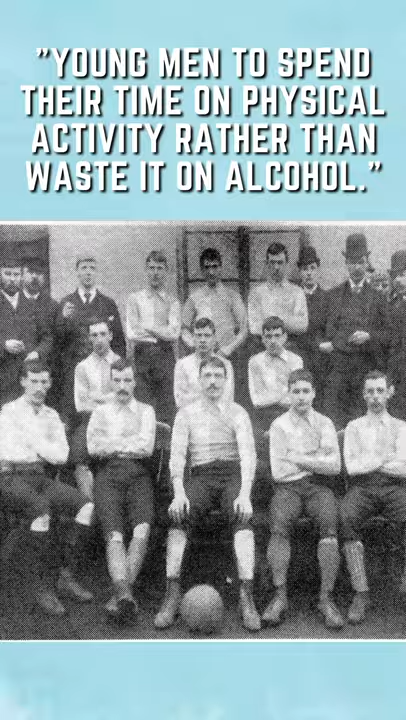 "YOUNG MEN TO SPEND
THEIR TIME ON PHYSICAL
ACTIVITY RATHER THAN
WASTE IT ON ALCOHOL."